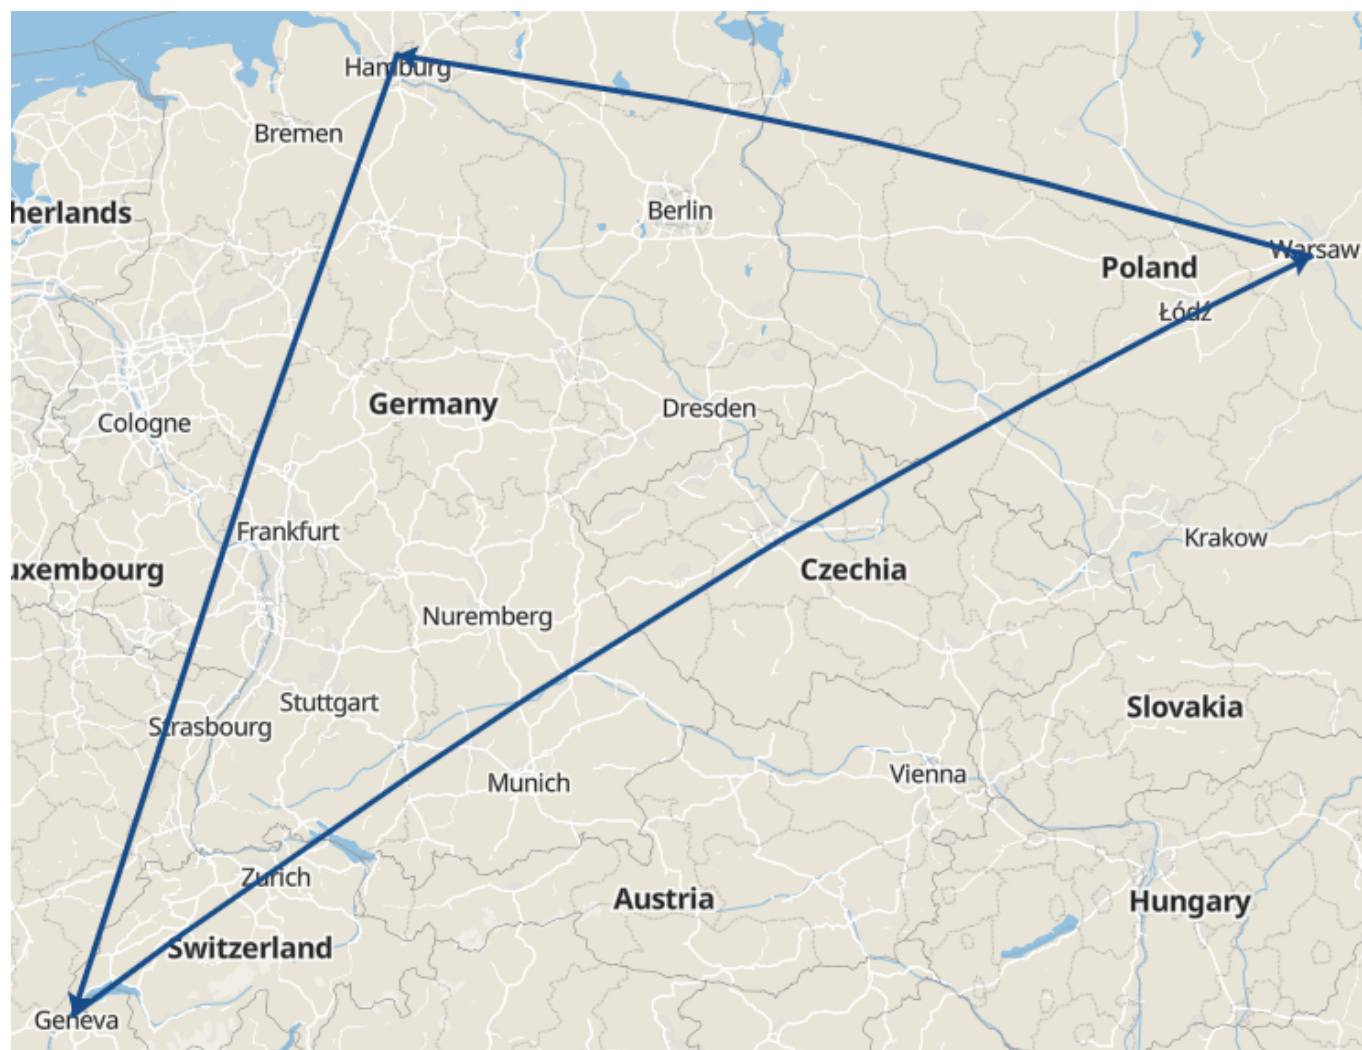 Hamburg
Bremen
herlands
Berlin
Warsaw
Poland
Łódź
Germany
Dresden
Cologne
Frankfurt
Krakow
uxembourg
Czechia
Nuremberg
Stuttgart
Slovakia
Strasbourg
Munich
Vienna
Zurich
Austria
Hungary
Switzerland
Geneva